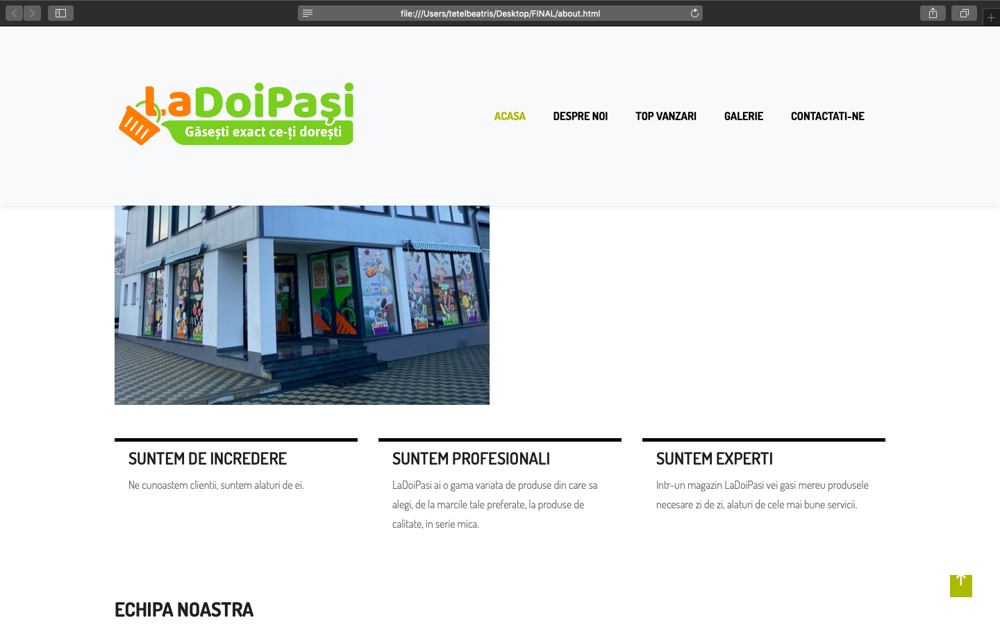 file:///Users/tetelbeatris/Desktop/FINAL/about.html
LaDoiPași
Găsești exact ce-ți dorești
ACASA DESPRE NOI TOP VANZARI GALERIE CONTACTATI-NE
SUNTEM DE INCREDERE
Ne cunoastem clientii, suntem alaturi de ei.
SUNTEM PROFESIONALI
LaDoiPasi ai o gama variata de produse din care sa
alegi, de la marcile tale preferate, la produse de
calitate, in serie mica.
SUNTEM EXPERTI
Intr-un magazin LaDoiPasi vei gasi mereu produsele
necesare zi de zi, alaturi de cele mai bune servicii.
ECHIPA NOASTRA